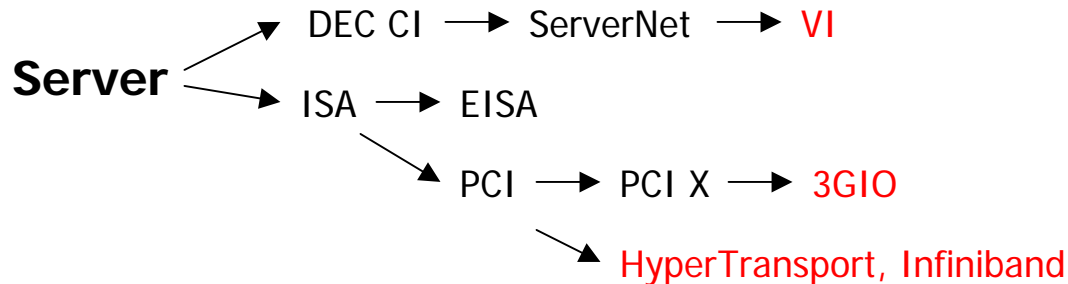 DEC CI ServerNet VI
Server
ISA EISA
PCI PCI X 3GIO
HyperTransport, Infiniband